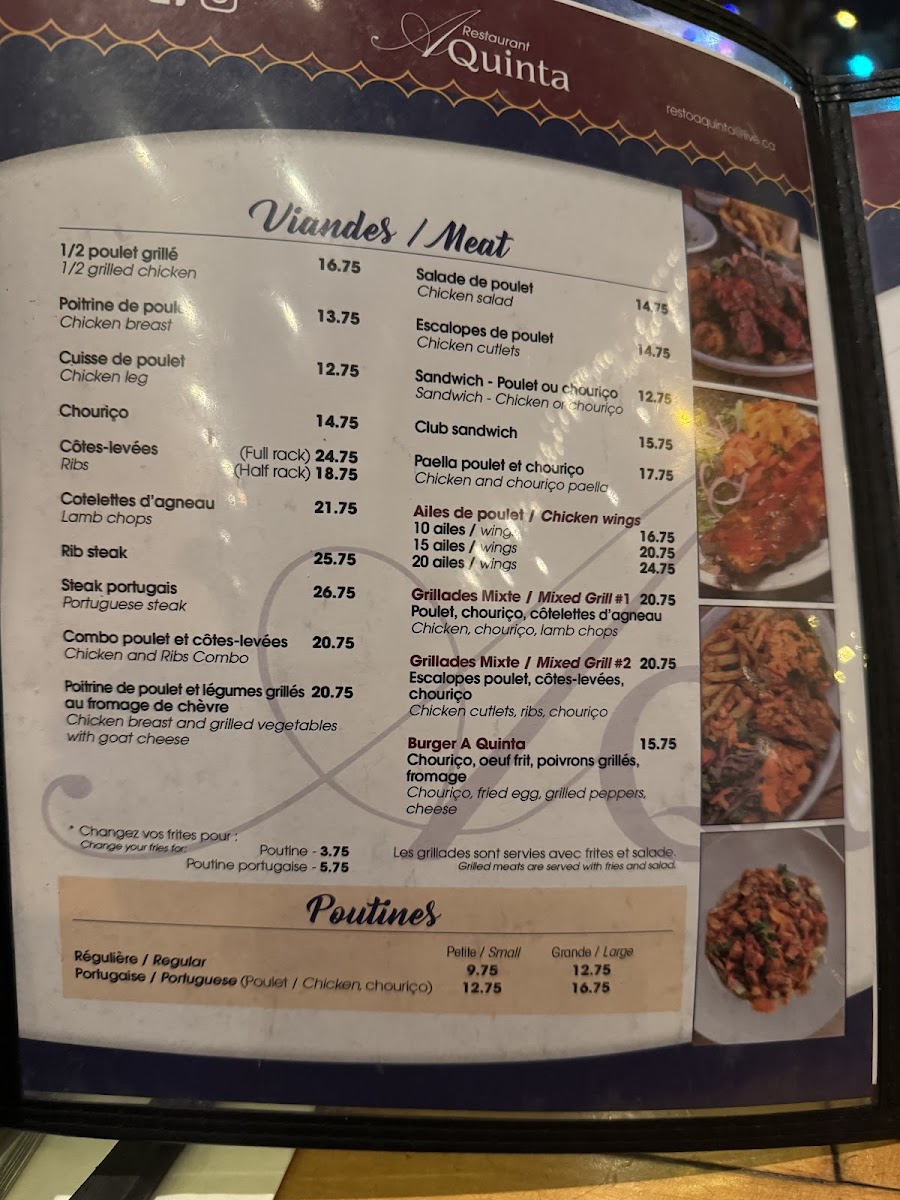 Restaurant
A Quinta
restoaquinta@live.ca
Viandes / Meat
1/2 poulet grillé 16.75
1/2 grilled chicken
Poitrine de 13.75
Chicken breast
Cuisse de poulet 12.75
Chicken leg
Chouriço 14.75
Côtes-levées (Full rack) 24.75
Ribs (Half rack) 18.75
Cotelettes d'agneau 21.75
Lamb chops
Rib steak 25.75
Steak portugais 26.75
Portuguese steak
Combo poulet et côtes-levées 20.75
Chicken and Ribs Combo
Poitrine de poulet et légumes grillés 20.75
au fromage de chèvre
Chicken breast and grilled vegetables
with goat cheese
* Changez vos frites pour :
Change your fries for:
Poutine - 3.75
Poutine portugaise - 5.75
Salade de poulet 14.75
Chicken salad
Escalopes de poulet 14.75
Chicken cutlets
Sandwich - Poulet ou chouriço 12.75
Sandwich - Chicken or chouriço
Club sandwich 15.75
Paella poulet et chouriço 17.75
Chicken and chouriço paella
Ailes de poulet / Chicken wings
10 ailes / wings 16.75
15 ailes / wings 20.75
20 ailes / wings 24.75
Grillades Mixte / Mixed Grill #1 20.75
Poulet, chouriço, côtelettes d'agneau
Chicken, chouriço, lamb chops
Grillades Mixte / Mixed Grill #2 20.75
Escalopes poulet, côtes-levées,
chouriço
Chicken cutlets, ribs, chouriço
Burger A Quinta 15.75
Chouriço, oeuf frit, poivrons grillés,
fromage
Chouriço, fried egg, grilled peppers,
cheese
Les grillades sont servies avec frites et salade.
Grilled meats are served with fries and salad.
Poutines
Petite / Small Grande / Large
Régulière / Regular 9.75 12.75
Portugaise / Portuguese (Poulet / Chicken, chouriço) 12.75 16.75